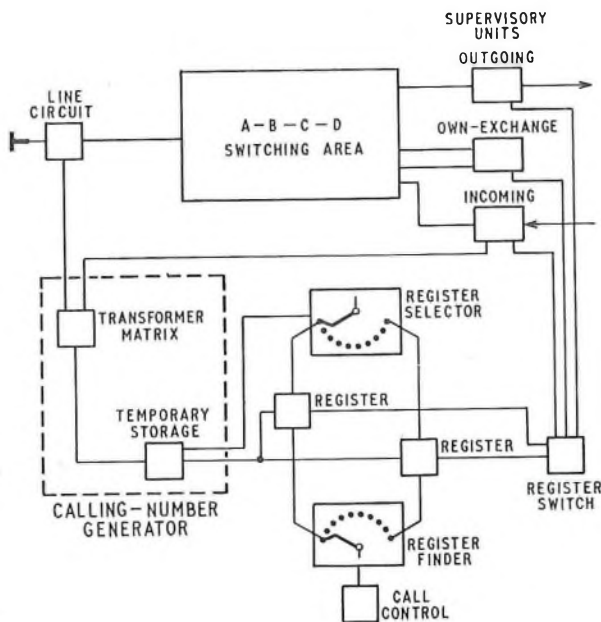 SUPERVISORY
UNITS
OUTGOING
LINE
CIRCUIT
A-B-C-D
SWITCHING AREA
OWN-EXCHANGE
INCOMING
TRANSFORMER
MATRIX
REGISTER
SELECTOR
TEMPORARY
STORAGE
REGISTER
REGISTER
CALLING-NUMBER
GENERATOR
REGISTER
SWITCH
REGISTER
FINDER
CALL
CONTROL